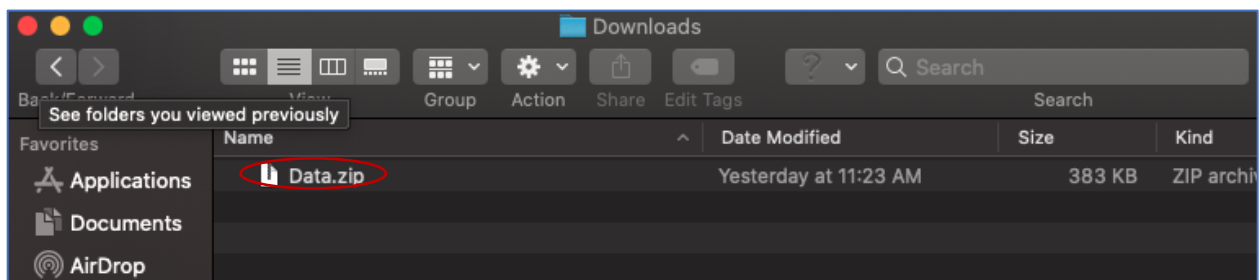 Downloads
Search
Group Action Share Edit Tags Search
See folders you viewed previously
Favorites
Name Date Modified Size Kind
Data.zip Yesterday at 11:23 AM 383 KB ZIP archiv
Applications
Documents
AirDrop